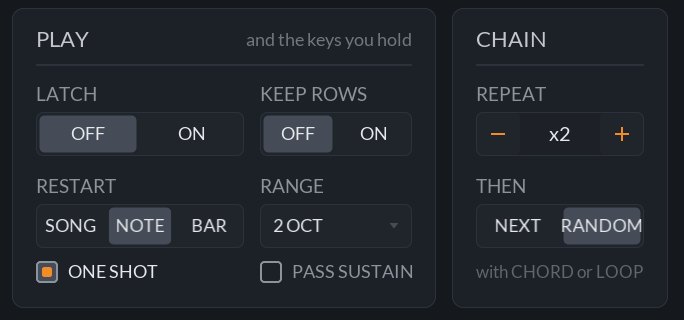 PLAY and the keys you hold
LATCH KEEP ROWS
OFF ON OFF ON
RESTART RANGE
SONG NOTE BAR 2 OCT
ONE SHOT PASS SUSTAIN
CHAIN
REPEAT
− x2 +
THEN
NEXT RANDOM
with CHORD or LOOP